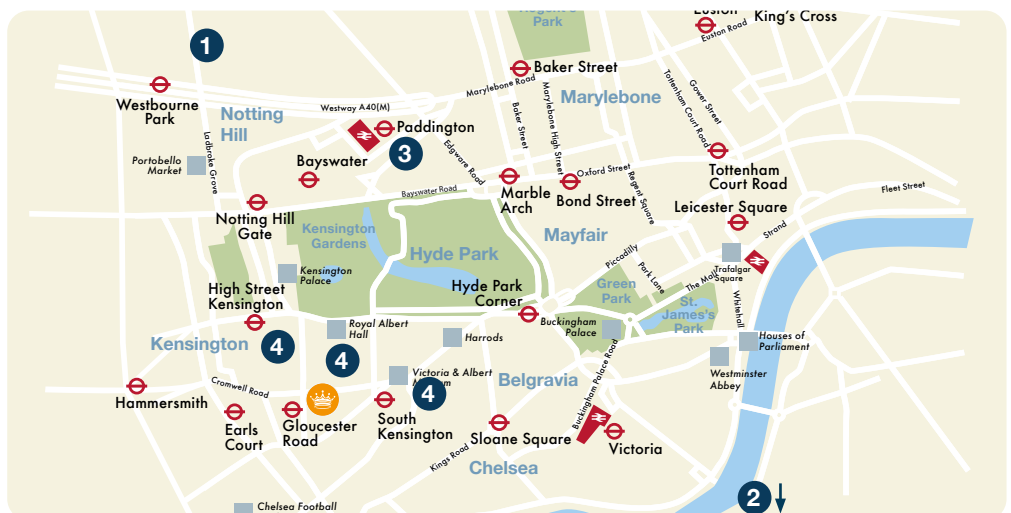 Park
Euston
King's Cross
Euston Road
1
Baker Street
Westbourne
Park
Marylebone Road
Marylebone
Tottenham Court Road
Gower Street
Westway A40(M)
Notting
Hill
Paddington
Baker Street
Marylebone High Street
3
Ladbroke Grove
Portobello
Market
Bayswater
Edgware Road
Oxford Street
Tottenham
Court Road
Bayswater Road
Marble
Arch
Bond Street
Regent Square
Fleet Street
Notting Hill
Gate
Leicester Square
Kensington
Gardens
Hyde Park
Mayfair
Strand
Piccadilly
Trafalgar
Square
Kensington
Palace
Park Lane
The Mall
High Street
Kensington
Hyde Park
Corner
Green
Park
St.
James's
Park
Whitehall
Royal Albert
Hall
Buckingham
Palace
Harrods
Houses of
Parliament
Kensington
4
4
Victoria & Albert
4
Belgravia
Buckingham Palace Road
Westminster
Abbey
Cromwell Road
Hammersmith
Earls
Court
Gloucester
Road
South
Kensington
Sloane Square
Victoria
Kings Road
Chelsea
2
Chelsea Football